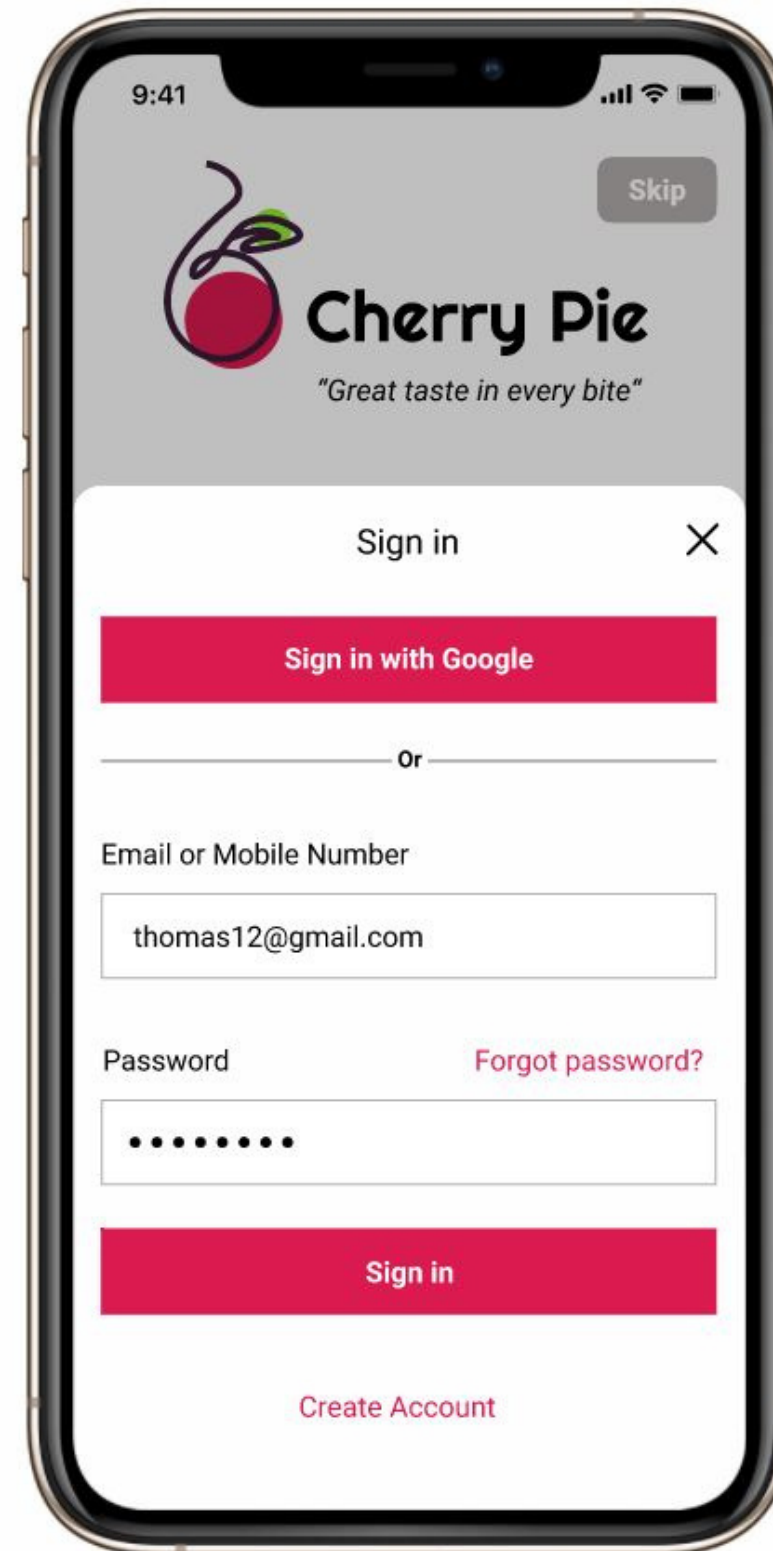 9:41
Skip
Cherry Pie
“Great taste in every bite“
Sign in
Sign in with Google
Or
Email or Mobile Number
thomas12@gmail.com
Password Forgot password?
••••••••
Sign in
Create Account